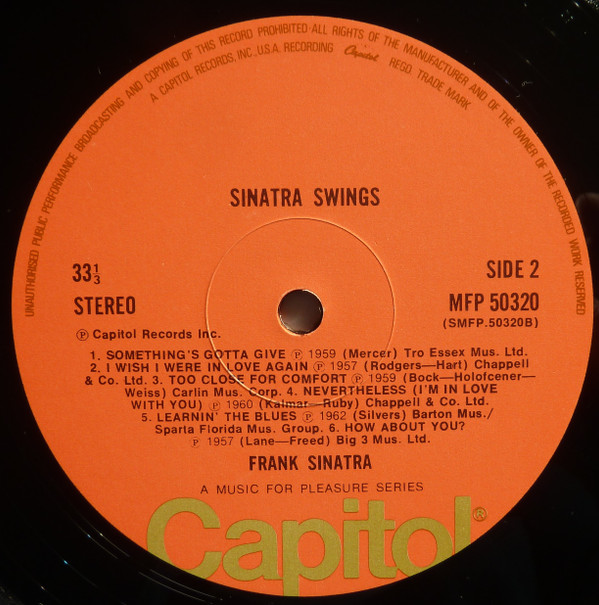 UNAUTHORISED PUBLIC PERFORMANCE BROADCASTING AND COPYING OF THIS RECORD PROHIBITED·ALL RIGHTS OF THE MANUFACTURER AND OF THE OWNER OF THE RECORDED WORK RESERVED
A CAPITOL RECORDS, INC., U.S.A. RECORDING Capitol REGD. TRADE MARK
SINATRA SWINGS
33⅓
SIDE 2
STEREO
MFP 50320
(SMFP.50320B)
Ⓟ Capitol Records Inc.
1. SOMETHING'S GOTTA GIVE Ⓟ 1959 (Mercer) Tro Essex Mus. Ltd.
2. I WISH I WERE IN LOVE AGAIN Ⓟ 1957 (Rodgers—Hart) Chappell
& Co. Ltd. 3. TOO CLOSE FOR COMFORT Ⓟ 1959 (Bock—Holofcener—
Weiss) Carlin Mus. Corp. 4. NEVERTHELESS (I'M IN LOVE
WITH YOU) Ⓟ 1960 (Kalmar—Ruby) Chappell & Co. Ltd.
5. LEARNIN' THE BLUES Ⓟ 1962 (Silvers) Barton Mus./
Sparta Florida Mus. Group. 6. HOW ABOUT YOU?
Ⓟ 1957 (Lane—Freed) Big 3 Mus. Ltd.
FRANK SINATRA
A MUSIC FOR PLEASURE SERIES
Capitol®